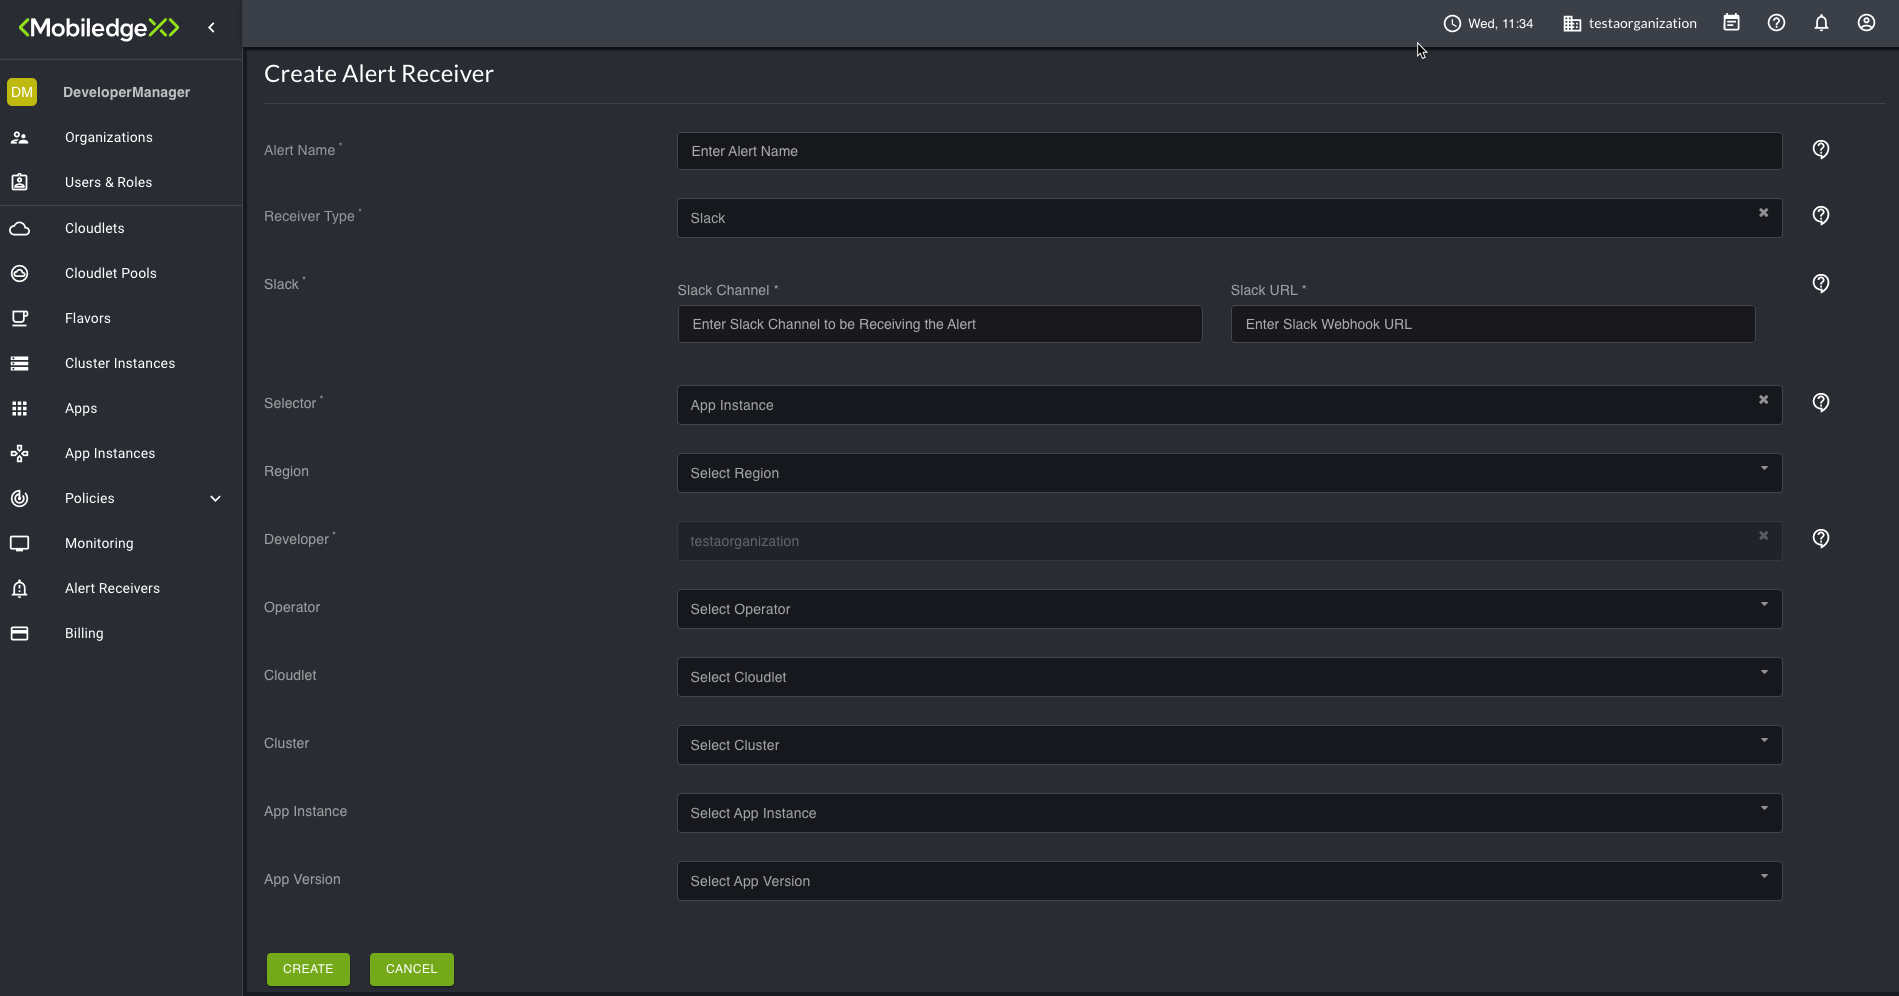 <MobiledgeX>
Wed, 11:34
testaorganization
DM
DeveloperManager
Organizations
Users & Roles
Cloudlets
Cloudlet Pools
Flavors
Cluster Instances
Apps
App Instances
Policies
Monitoring
Alert Receivers
Billing
Create Alert Receiver
Alert Name *
Enter Alert Name
Receiver Type *
Slack
Slack *
Slack Channel *
Slack URL *
Enter Slack Channel to be Receiving the Alert
Enter Slack Webhook URL
Selector *
App Instance
Region
Select Region
Developer *
testaorganization
Operator
Select Operator
Cloudlet
Select Cloudlet
Cluster
Select Cluster
App Instance
Select App Instance
App Version
Select App Version
CREATE
CANCEL